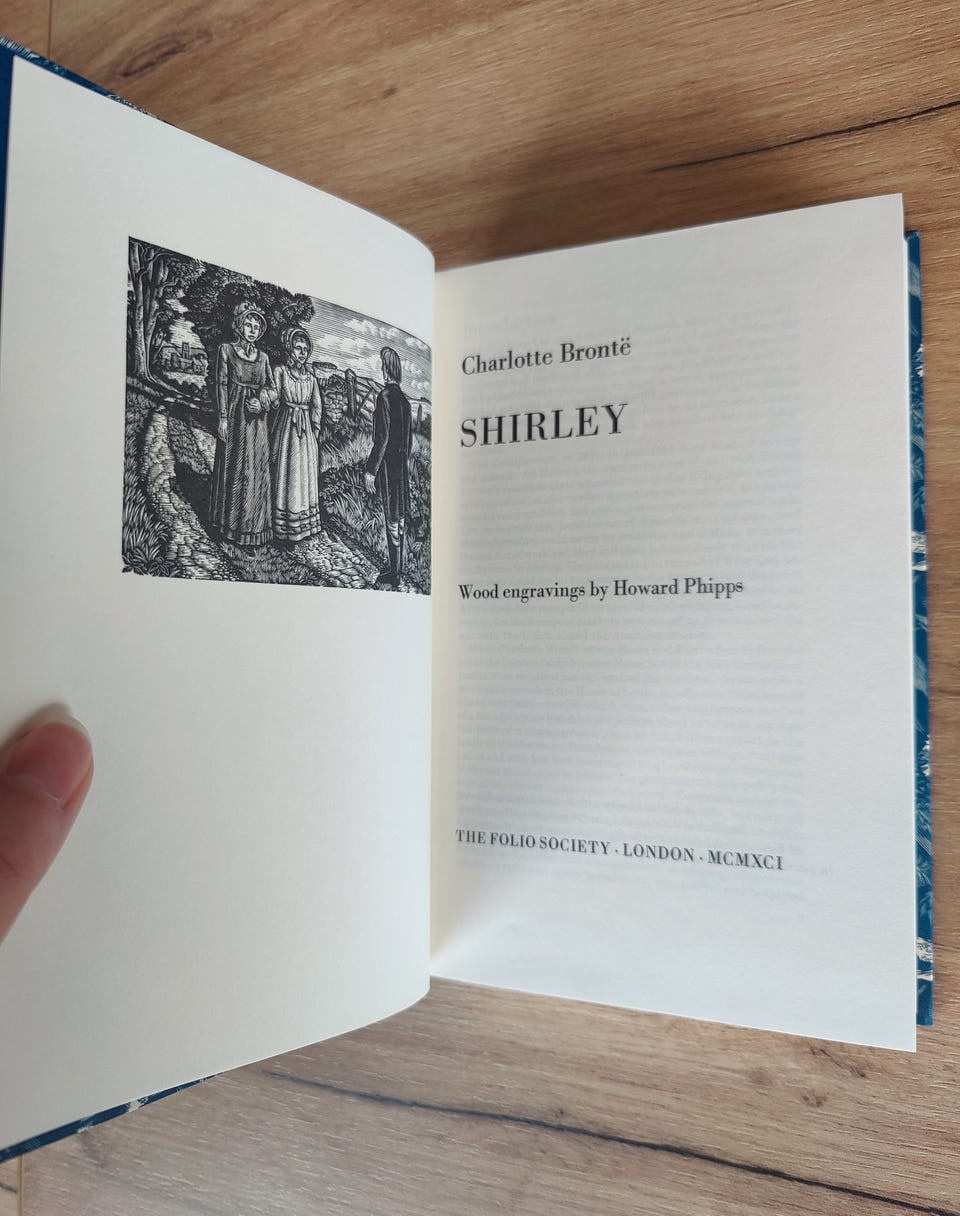 Charlotte Brontë
SHIRLEY
Wood engravings by Howard Phipps
THE FOLIO SOCIETY · LONDON · MCMXCI